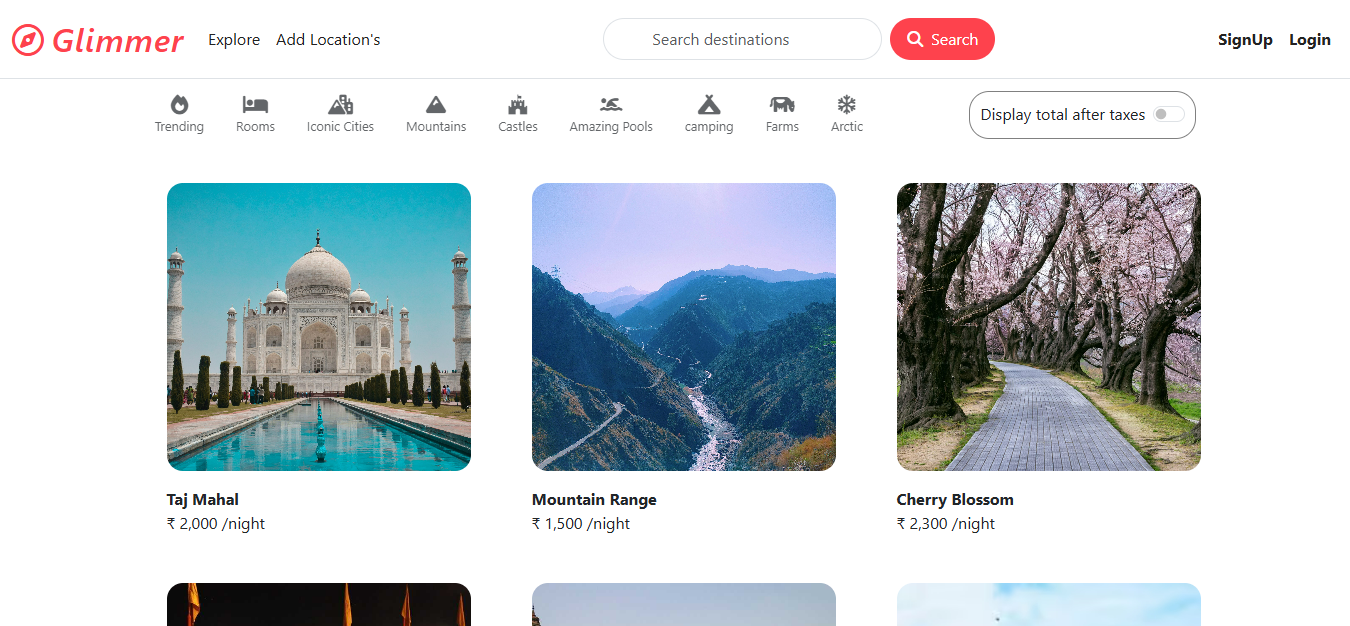 Glimmer Explore Add Location's Search destinations Search SignUp Login
Trending Rooms Iconic Cities Mountains Castles Amazing Pools camping Farms Arctic Display total after taxes
Taj Mahal Mountain Range Cherry Blossom
₹ 2,000 /night ₹ 1,500 /night ₹ 2,300 /night